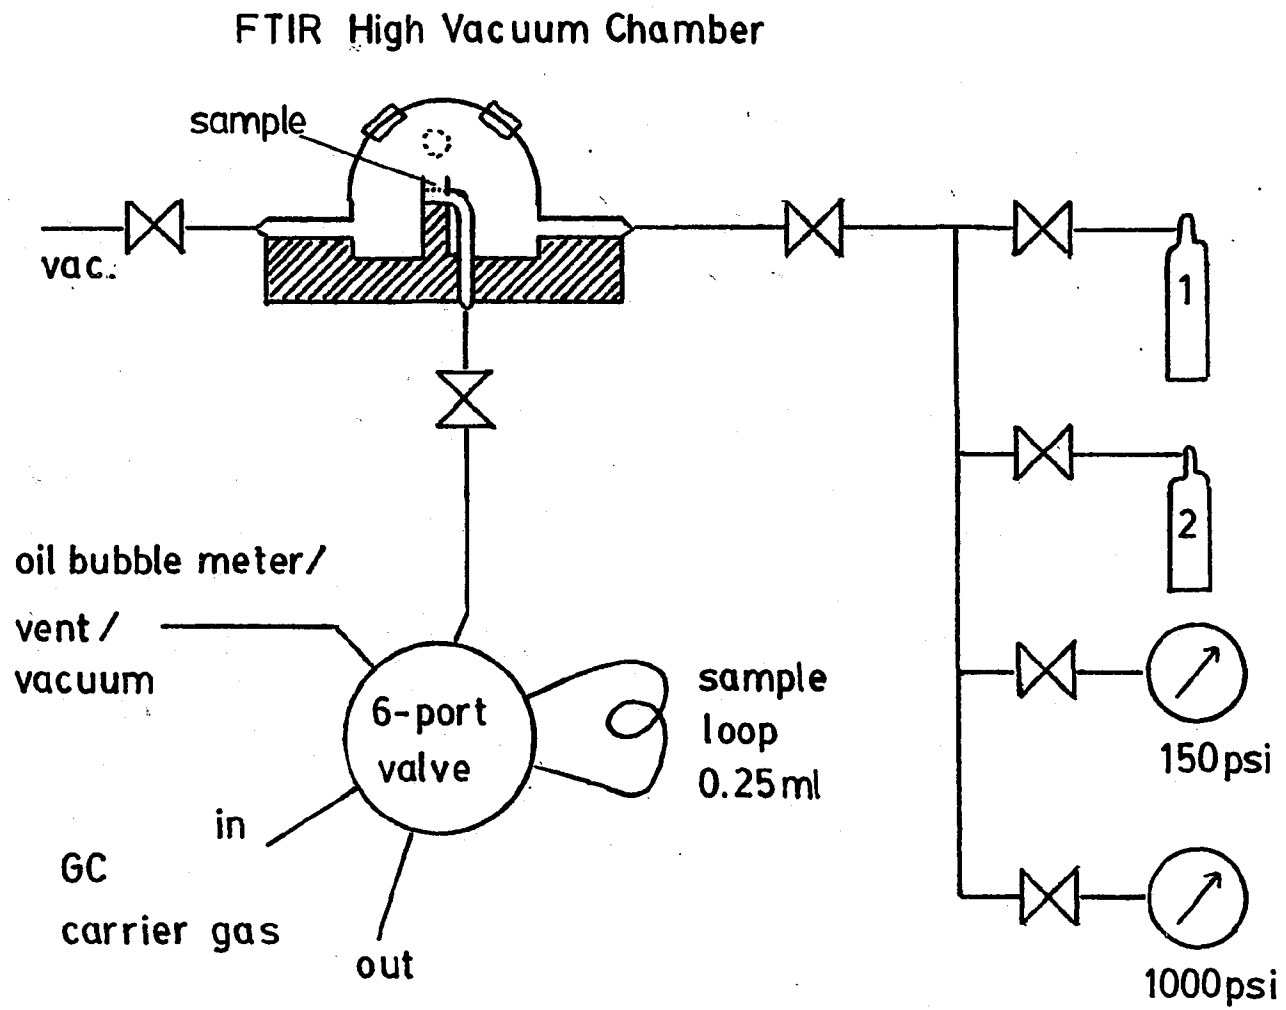 FTIR High Vacuum Chamber
sample
vac.
1
2
oil bubble meter/
vent/
vacuum
6-port
valve
sample
loop
0.25ml
150psi
in
GC
carrier gas
out
1000psi